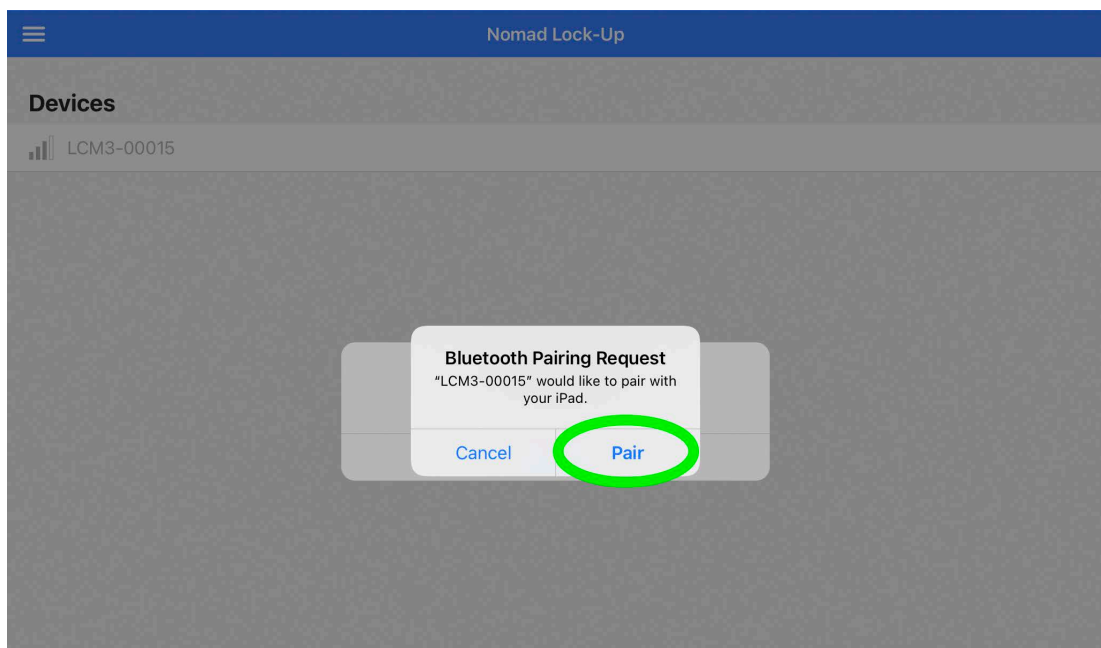 Nomad Lock-Up
Devices
LCM3-00015
Bluetooth Pairing Request
"LCM3-00015" would like to pair with
your iPad.
Cancel
Pair